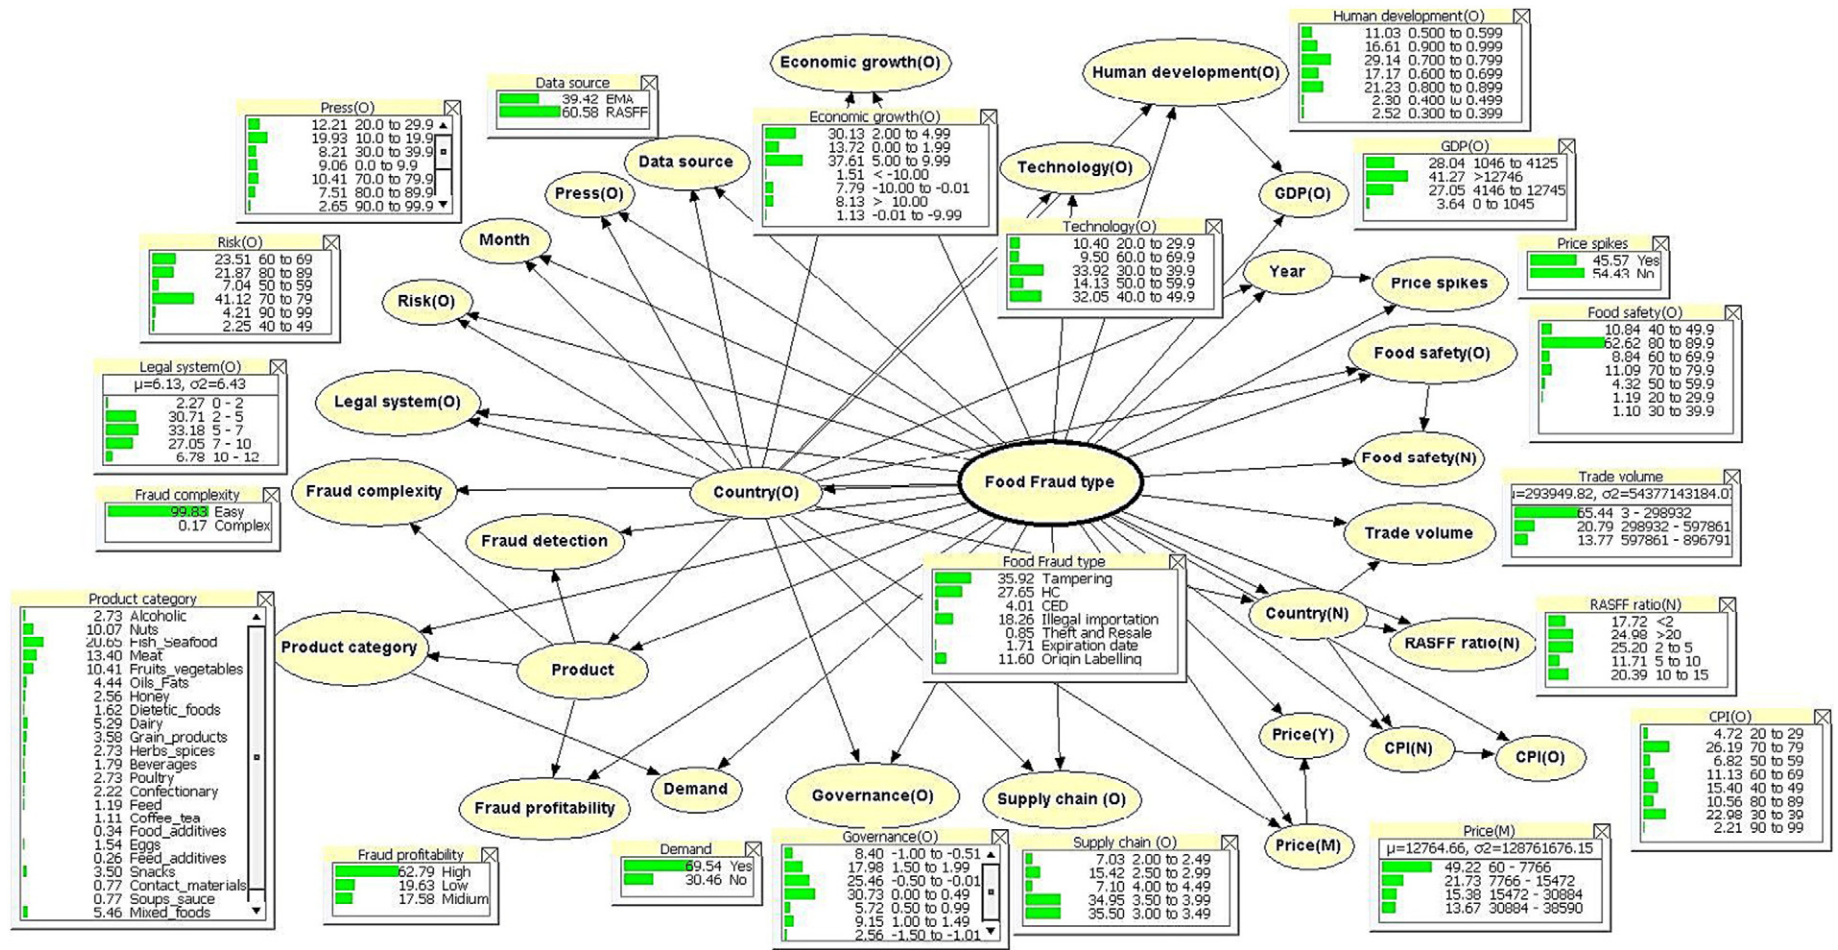 Human development(O)
11.03 0.500 to 0.599
16.61 0.900 to 0.999
29.14 0.700 to 0.799
17.17 0.600 to 0.699
21.23 0.800 to 0.899
2.30 0.400 to 0.499
2.52 0.300 to 0.399
Economic growth(O)
Human development(O)
Data source
39.42 EMA
60.58 RASFF
Press(O)
12.21 20.0 to 29.9
19.93 10.0 to 19.9
8.21 30.0 to 39.9
9.06 0.0 to 9.9
10.41 70.0 to 79.9
7.51 80.0 to 89.9
2.65 90.0 to 99.9
Economic growth(O)
30.13 2.00 to 4.99
13.72 0.00 to 1.99
37.61 5.00 to 9.99
1.51 < -10.00
7.79 -10.00 to -0.01
8.13 > 10.00
1.13 -0.01 to -9.99
GDP(O)
28.04 1046 to 4125
41.27 >12746
27.05 4146 to 12745
3.64 0 to 1045
Data source
Technology(O)
Press(O)
GDP(O)
Month
Technology(O)
10.40 20.0 to 29.9
9.50 60.0 to 69.9
33.92 30.0 to 39.9
14.13 50.0 to 59.9
32.05 40.0 to 49.9
Risk(O)
23.51 60 to 69
21.87 80 to 89
7.04 50 to 59
41.12 70 to 79
4.21 90 to 99
2.25 40 to 49
Price spikes
45.57 Yes
54.43 No
Year
Price spikes
Risk(O)
Food safety(O)
10.84 40 to 49.9
62.62 80 to 89.9
8.84 60 to 69.9
11.09 70 to 79.9
4.32 50 to 59.9
1.19 20 to 29.9
1.10 30 to 39.9
Food safety(O)
Legal system(O)
µ=6.13, σ2=6.43
2.27 0 - 2
30.71 2 - 5
33.18 5 - 7
27.05 7 - 10
6.78 10 - 12
Legal system(O)
Food safety(N)
Fraud complexity
Country(O)
Food Fraud type
Fraud complexity
99.83 Easy
0.17 Complex
Trade volume
µ=293949.82, σ2=54377143184.0
65.44 3 - 298932
20.79 298932 - 597861
13.77 597861 - 896791
Fraud detection
Trade volume
Food Fraud type
35.92 Tampering
27.65 HC
4.01 CED
18.26 Illegal importation
0.85 Theft and Resale
1.71 Expiration date
11.60 Origin Labelling
Product category
2.73 Alcoholic
10.07 Nuts
20.65 Fish_Seafood
13.40 Meat
10.41 Fruits_vegetables
4.44 Oils_Fats
2.56 Honey
1.62 Dietetic_foods
5.29 Dairy
3.58 Grain_products
2.73 Herbs_spices
1.79 Beverages
2.73 Poultry
2.22 Confectionary
1.19 Feed
1.11 Coffee_tea
0.34 Food_additives
1.54 Eggs
0.26 Feed_additives
3.50 Snacks
0.77 Contact_materials
0.77 Soups_sauce
5.46 Mixed_foods
Country(N)
RASFF ratio(N)
17.72 <2
24.98 >20
25.20 2 to 5
11.71 5 to 10
20.39 10 to 15
Product category
Product
RASFF ratio(N)
CPI(O)
4.72 20 to 29
26.19 70 to 79
6.82 50 to 59
11.13 60 to 69
15.40 40 to 49
10.56 80 to 89
22.98 30 to 39
2.21 90 to 99
Price(Y)
CPI(N)
CPI(O)
Fraud profitability
Demand
Governance(O)
Supply chain (O)
Price(M)
Fraud profitability
62.79 High
19.63 Low
17.58 Midium
Demand
69.54 Yes
30.46 No
Governance(O)
8.40 -1.00 to -0.51
17.98 1.50 to 1.99
25.46 -0.50 to -0.01
30.73 0.00 to 0.49
5.72 0.50 to 0.99
9.15 1.00 to 1.49
2.56 -1.50 to -1.01
Supply chain (O)
7.03 2.00 to 2.49
15.42 2.50 to 2.99
7.10 4.00 to 4.49
34.95 3.50 to 3.99
35.50 3.00 to 3.49
Price(M)
µ=12764.66, σ2=128761676.15
49.22 60 - 7766
21.73 7766 - 15472
15.38 15472 - 30884
13.67 30884 - 38590